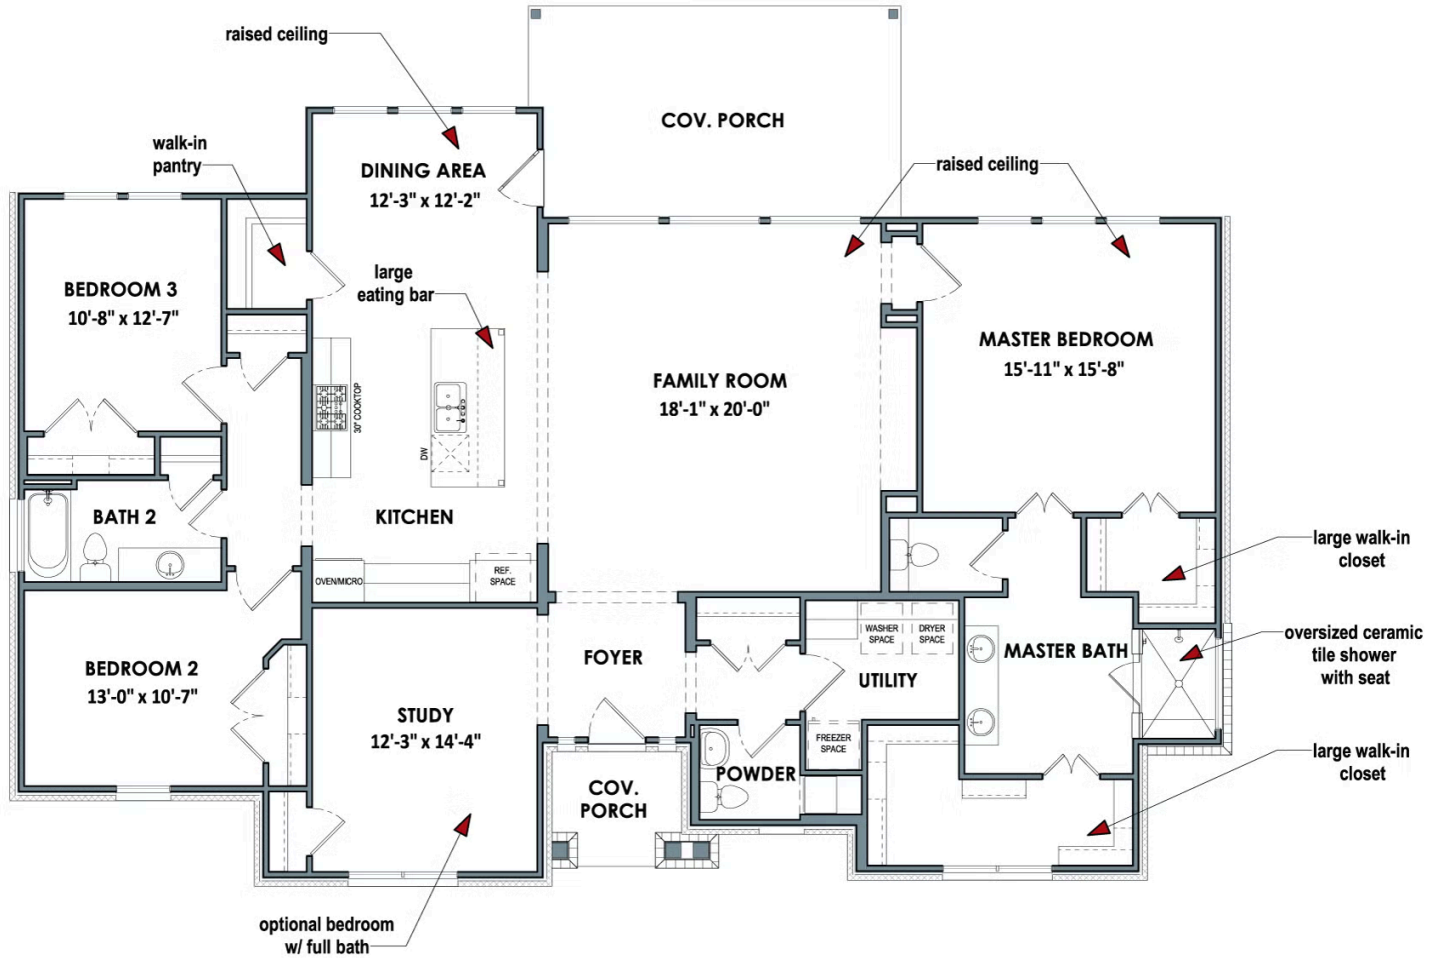 raised ceiling
COV. PORCH
walk-in
pantry
DINING AREA
12'-3" x 12'-2"
raised ceiling
BEDROOM 3
10'-8" x 12'-7"
large
eating bar
MASTER BEDROOM
15'-11" x 15'-8"
FAMILY ROOM
18'-1" x 20'-0"
30" COOKTOP
DW
BATH 2
KITCHEN
large walk-in
closet
OVEN/MICRO
REF.
SPACE
WASHER
SPACE
DRYER
SPACE
oversized ceramic
tile shower
with seat
FOYER
MASTER BATH
BEDROOM 2
13'-0" x 10'-7"
UTILITY
STUDY
12'-3" x 14'-4"
FREEZER
SPACE
large walk-in
closet
POWDER
COV.
PORCH
optional bedroom
w/ full bath